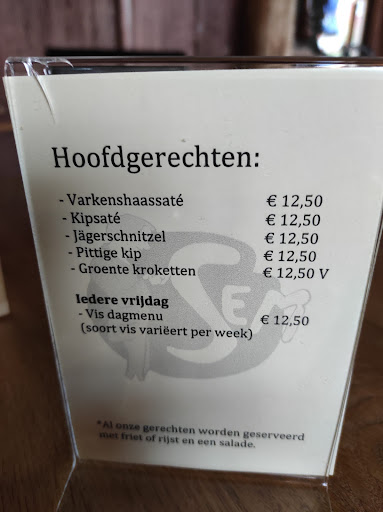 Hoofdgerechten:
- Varkenshaassaté € 12,50
- Kipsaté € 12,50
- Jägerschnitzel € 12,50
- Pittige kip € 12,50
- Groente kroketten € 12,50 V
Iedere vrijdag
- Vis dagmenu € 12,50
(soort vis variëert per week)
*Al onze gerechten worden geserveerd
met friet of rijst en een salade.